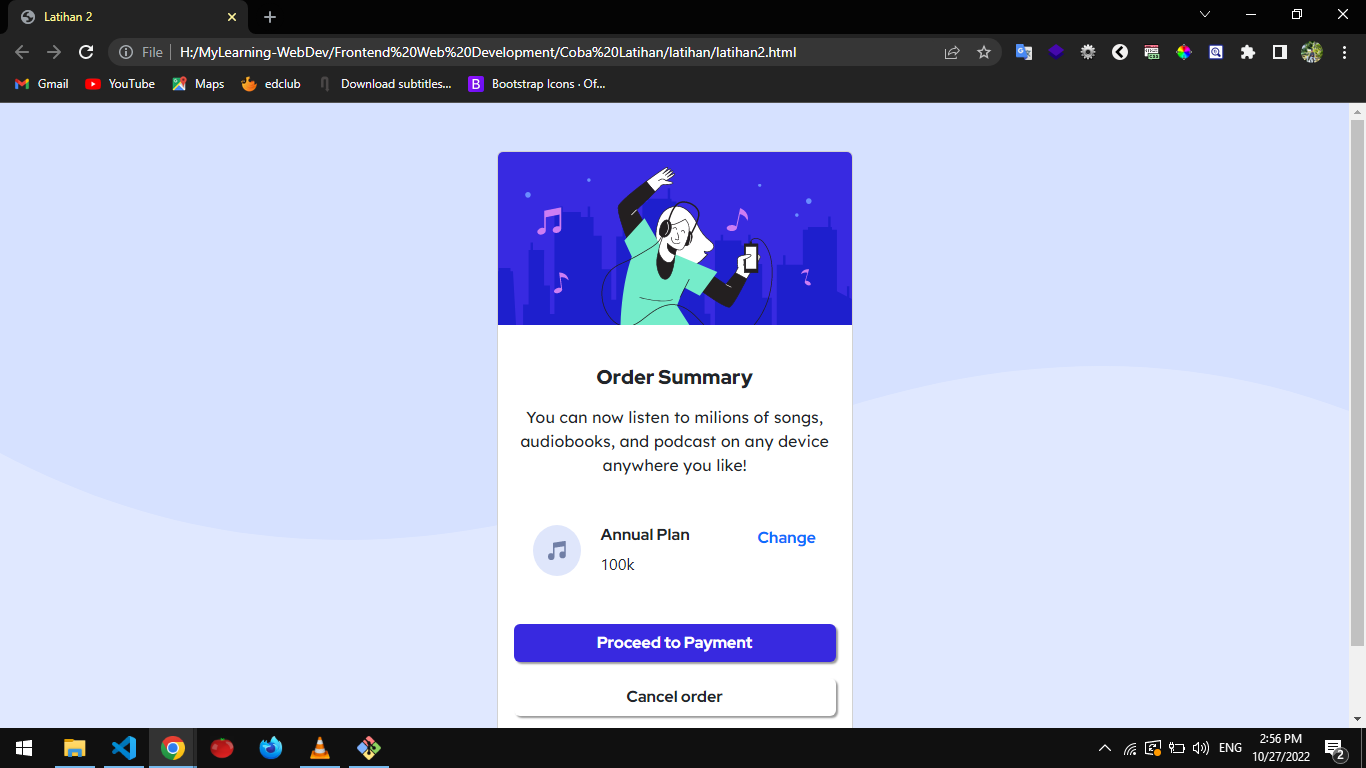 Latihan 2
File
H:/MyLearning-WebDev/Frontend%20Web%20Development/Coba%20Latihan/latihan/latihan2.html
Gmail YouTube Maps edclub Download subtitles... B Bootstrap Icons · Of...
Order Summary
You can now listen to milions of songs,
audiobooks, and podcast on any device
anywhere you like!
Annual Plan
Change
100k
Proceed to Payment
Cancel order
ENG
2:56 PM
10/27/2022
2